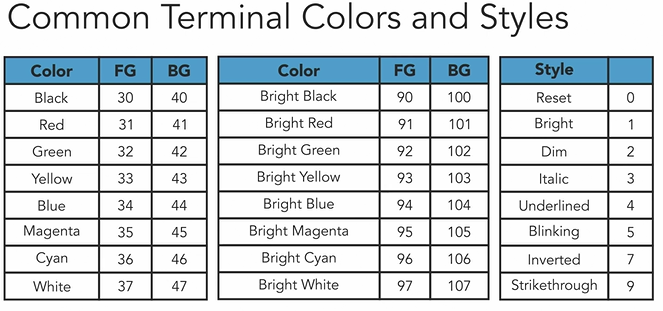 Common Terminal Colors and Styles
Color FG BG
Black 30 40
Red 31 41
Green 32 42
Yellow 33 43
Blue 34 44
Magenta 35 45
Cyan 36 46
White 37 47
Color FG BG
Bright Black 90 100
Bright Red 91 101
Bright Green 92 102
Bright Yellow 93 103
Bright Blue 94 104
Bright Magenta 95 105
Bright Cyan 96 106
Bright White 97 107
Style
Reset 0
Bright 1
Dim 2
Italic 3
Underlined 4
Blinking 5
Inverted 7
Strikethrough 9